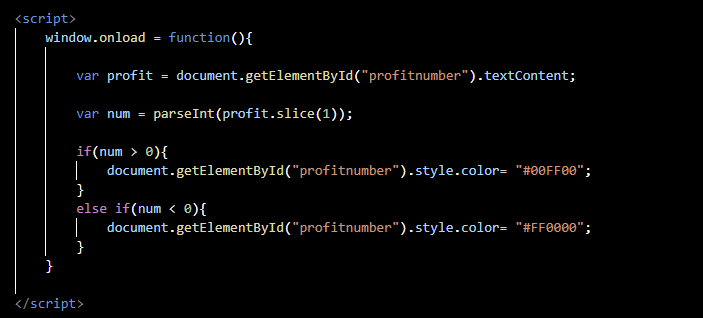 <script>
window.onload = function(){
var profit = document.getElementById("profitnumber").textContent;
var num = parseInt(profit.slice(1));
if(num > 0){
document.getElementById("profitnumber").style.color= "#00FF00";
}
else if(num < 0){
document.getElementById("profitnumber").style.color= "#FF0000";
}
}
</script>